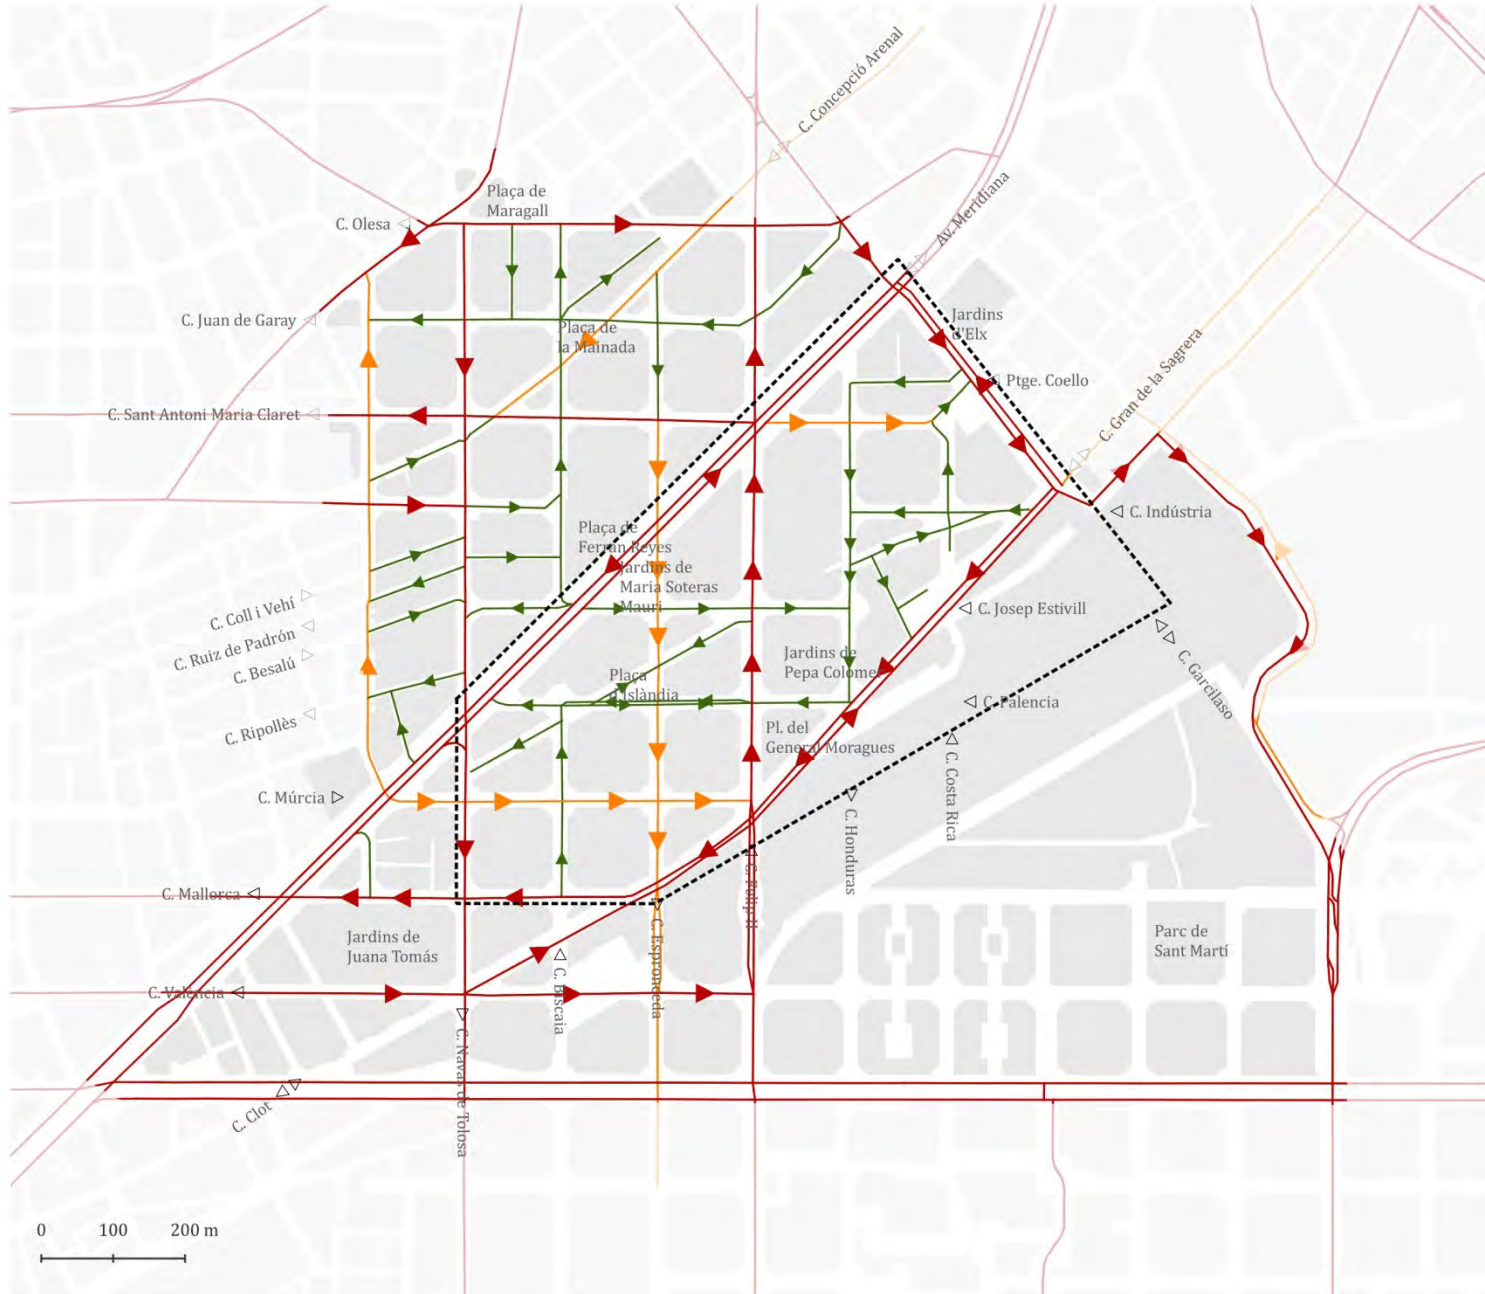 C. Concepció Arenal
Plaça de
Maragall
C. Olesa
Av. Meridiana
C. Juan de Garay
Jardins
d'Elx
Plaça de
la Mainada
Ptge. Coello
C. Gran de la Sagrera
C. Sant Antoni Maria Claret
C. Indústria
Plaça de
Ferran Reyes
Jardins de
Maria Soteras
Mauri
C. Coll i Vehí
C. Josep Estivill
C. Ruiz de Padrón
C. Besalú
Jardins de
Pepa Colomer
C. Garcilaso
Plaça
d'Islàndia
C. Palencia
C. Ripollès
Pl. del
General Moragues
C. Costa Rica
C. Múrcia
C. Honduras
C. Mallorca
C. Felip II
C. Espronceda
Jardins de
Juana Tomás
Parc de
Sant Martí
C. Biscaia
C. València
C. Navas de Tolosa
C. Clot
0 100 200 m